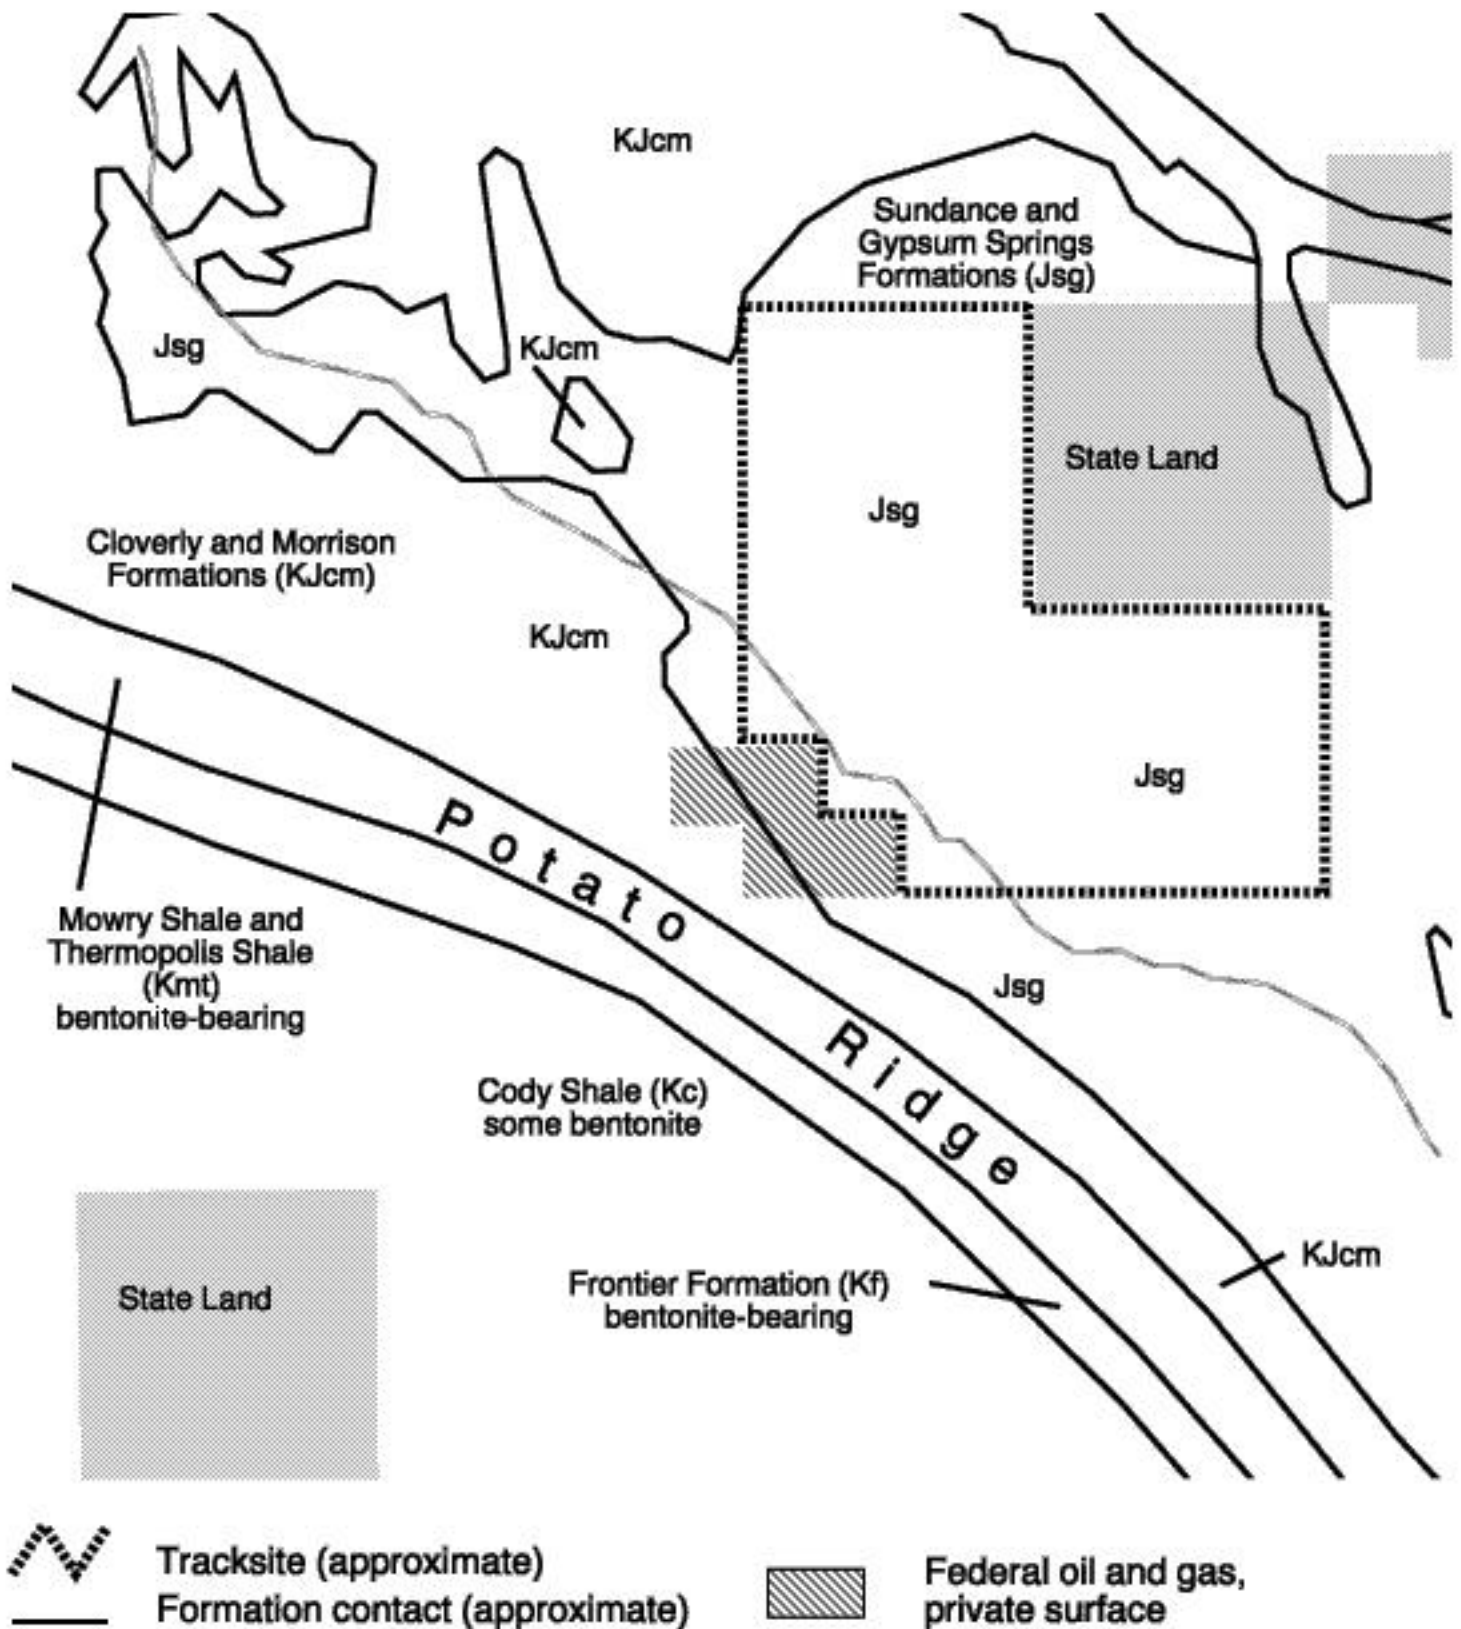 KJcm
Sundance and
Gypsum Springs
Formations (Jsg)
Jsg
KJcm
State Land
Jsg
Cloverly and Morrison
Formations (KJcm)
KJcm
Jsg
Potato
Mowry Shale and
Thermopolis Shale
(Kmt)
bentonite-bearing
Jsg
Ridge
Cody Shale (Kc)
some bentonite
KJcm
State Land
Frontier Formation (Kf)
bentonite-bearing
Tracksite (approximate)
Formation contact (approximate)
Federal oil and gas,
private surface